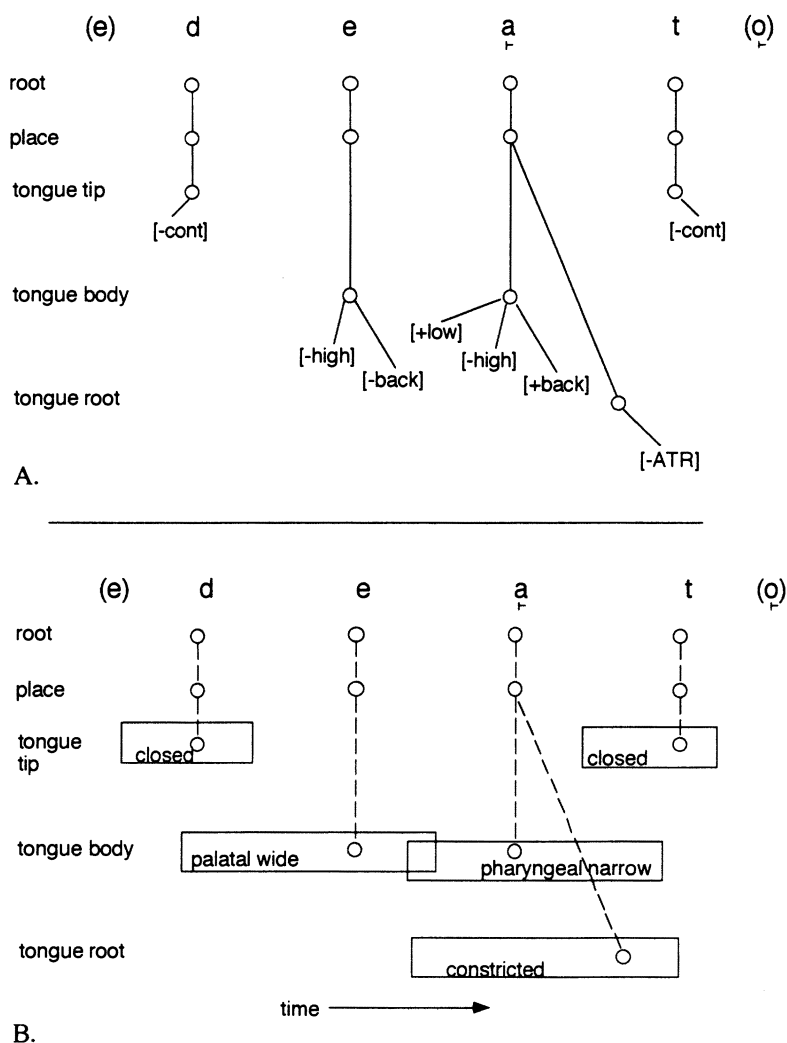 (e) d e a̙ t (o̙)
root
place
tongue tip
[-cont] [-cont]
tongue body
[+low]
[-high] [-high]
[-back] [+back]
tongue root
[-ATR]
A.
(e) d e a̙ t (o̙)
root
place
tongue
tip
closed closed
tongue body
palatal wide pharyngeal narrow
tongue root
constricted
time
B.